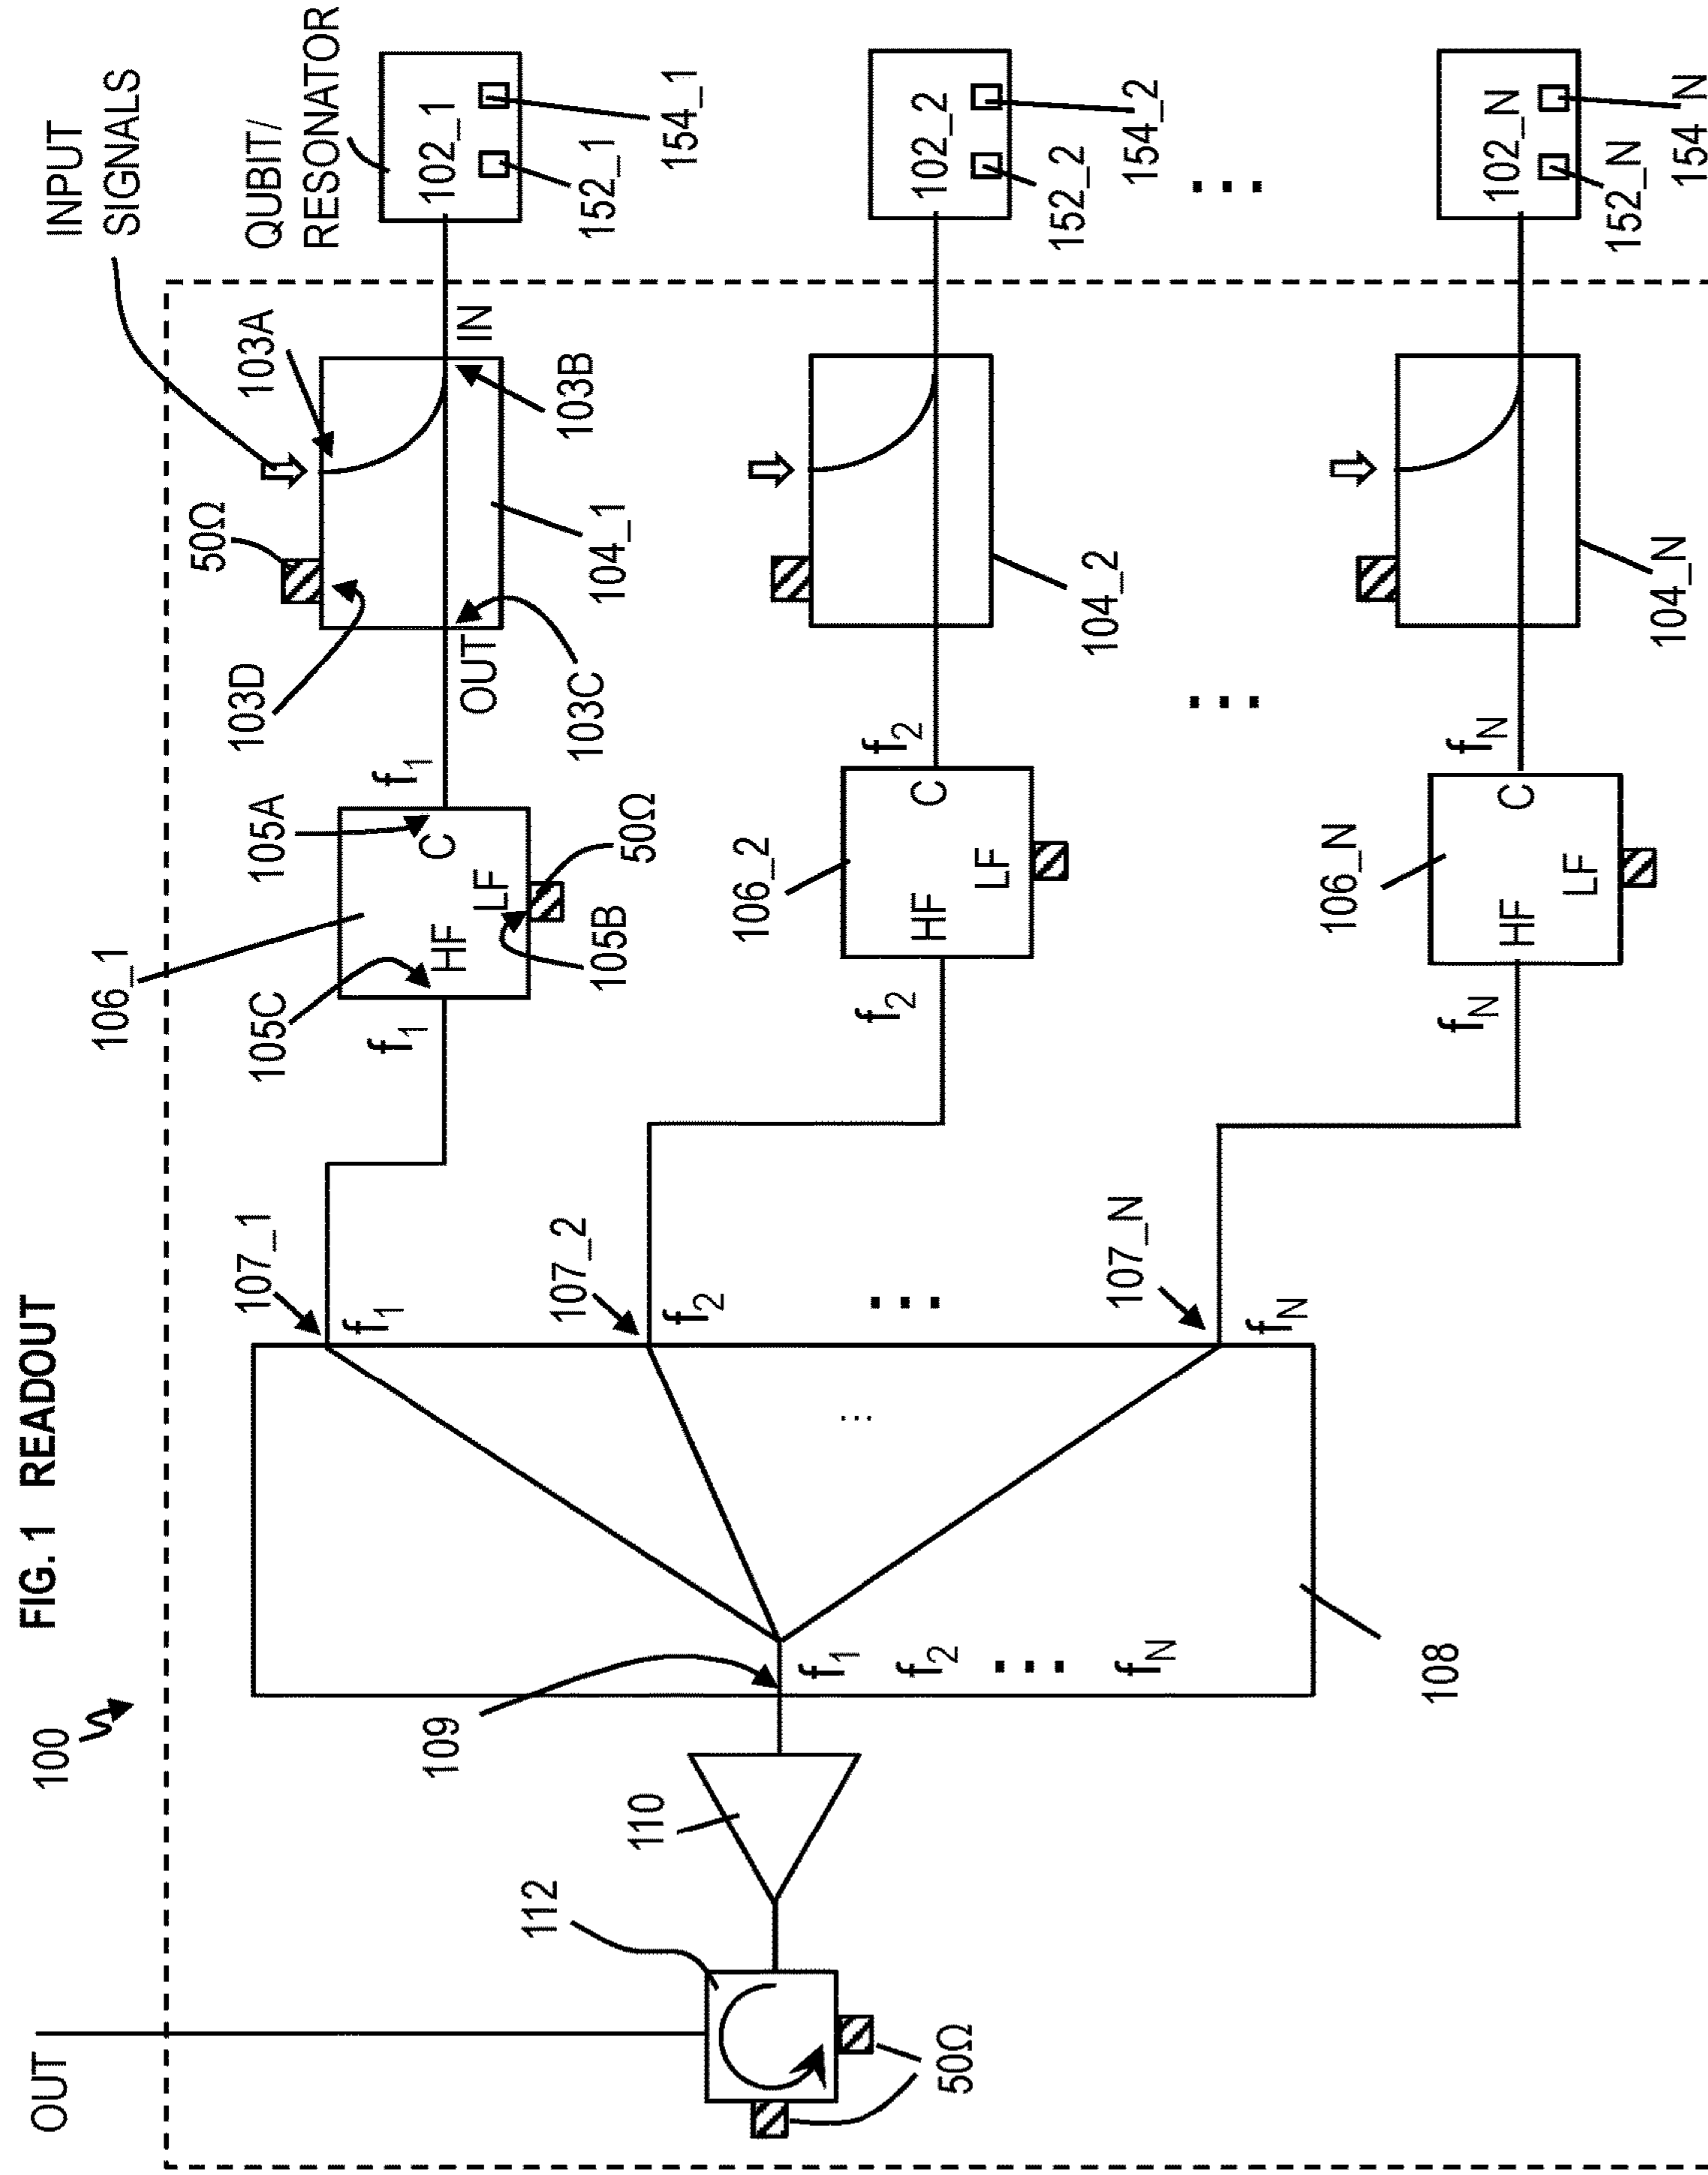 FIG. 1 READOUT
100
OUT
INPUT
SIGNALS
QUBIT/
RESONATOR
106_1
103A
50Ω
103D
105A
105C
107_1
f1
f1
f1
C
HF
LF
50Ω
105B
OUT
IN
103C
103B
104_1
102_1
152_1
154_1
109
112
110
50Ω
107_2
f2
f2
f2
106_2
C
HF
LF
104_2
102_2
152_2
154_2
...
...
...
...
f1
f2
...
fN
108
107_N
fN
fN
fN
106_N
C
HF
LF
104_N
102_N
152_N
154_N